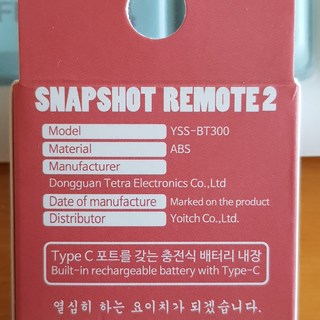 SNAPSHOT REMOTE 2
Model YSS-BT300
Material ABS
Manufacturer
Dongguan Tetra Electronics Co.,Ltd
Date of manufacture Marked on the product
Distributor Yoitch Co.,Ltd.
Type C 포트를 갖는 충전식 배터리 내장
Built-in rechargeable battery with Type-C
열심히 하는 요이치가 되겠습니다.